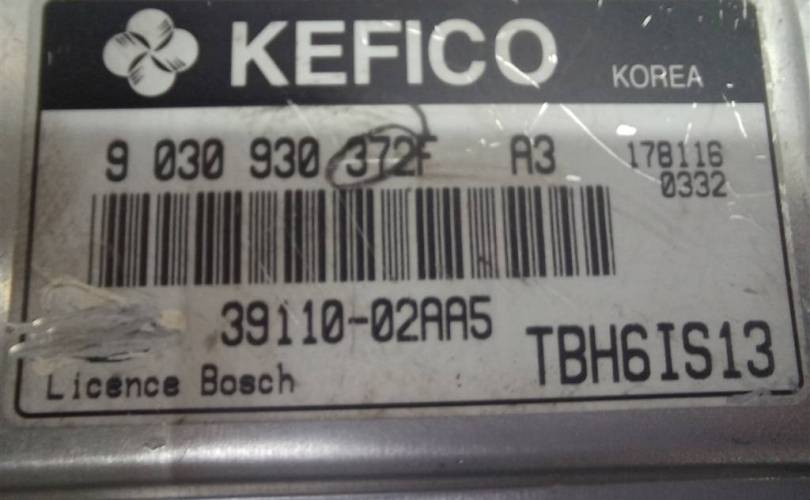 KEFICO KOREA
9 030 930 372F A3 178116
0332
39110-02AA5
TBH6IS13
Licence Bosch